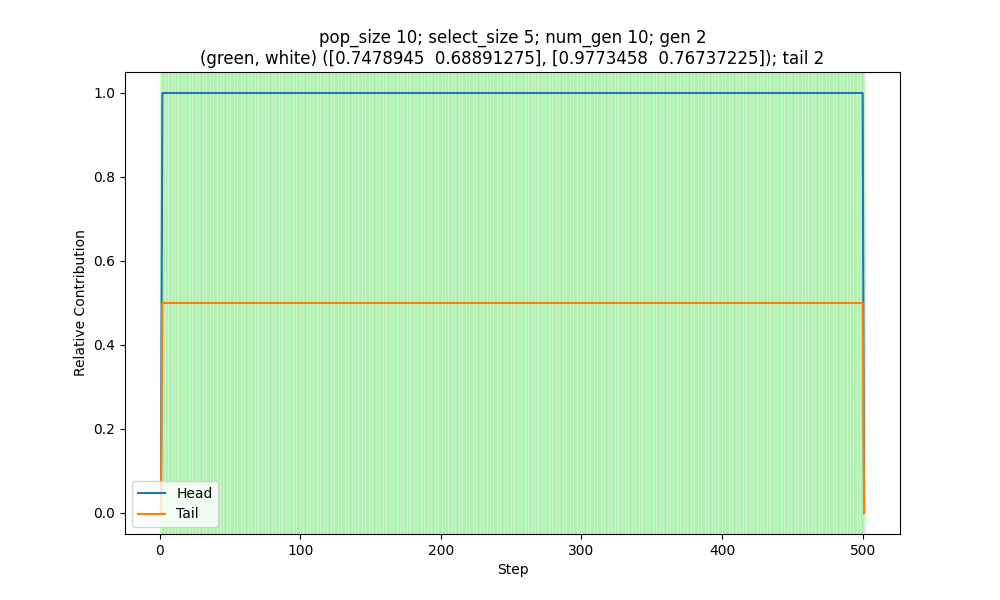 pop_size 10; select_size 5; num_gen 10; gen 2
(green, white) ([0.7478945  0.68891275], [0.9773458  0.76737225]); tail 2
1.0
0.8
0.6
0.4
0.2
0.0
Relative Contribution
Head
Tail
0 100 200 300 400 500
Step